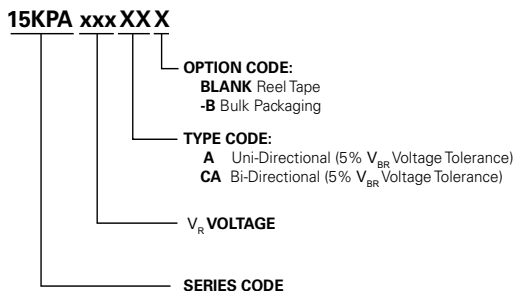 15KPA xxx XX X
OPTION CODE:
BLANK Reel Tape
-B Bulk Packaging
TYPE CODE:
A Uni-Directional (5% VBR Voltage Tolerance)
CA Bi-Directional (5% VBR Voltage Tolerance)
VR VOLTAGE
SERIES CODE